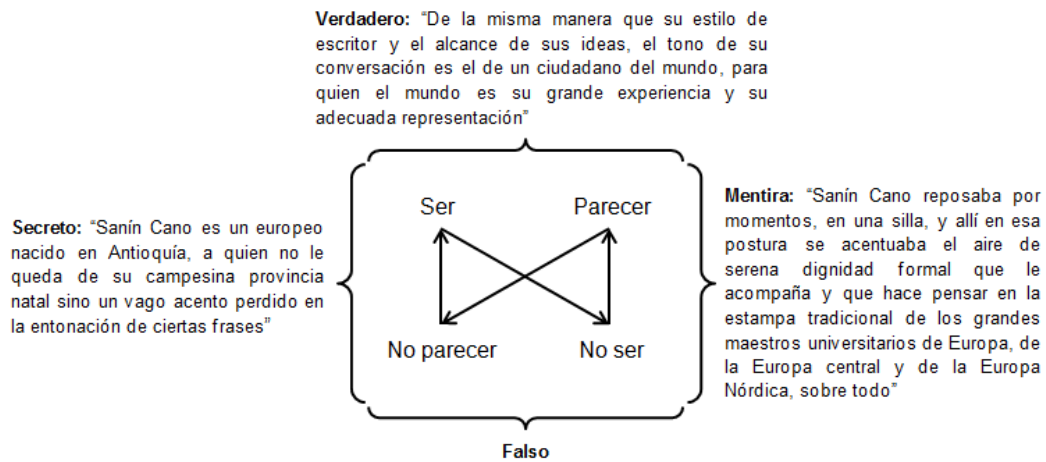 Verdadero: “De la misma manera que su estilo de
escritor y el alcance de sus ideas, el tono de su
conversación es el de un ciudadano del mundo, para
quien el mundo es su grande experiencia y su
adecuada representación”
Secreto: “Sanín Cano es un europeo
nacido en Antioquía, a quien no le
queda de su campesina provincia
natal sino un vago acento perdido en
la entonación de ciertas frases”
Ser
Parecer
No parecer
No ser
Mentira: “Sanín Cano reposaba por
momentos, en una silla, y allí en esa
postura se acentuaba el aire de
serena dignidad formal que le
acompaña y que hace pensar en la
estampa tradicional de los grandes
maestros universitarios de Europa, de
la Europa central y de la Europa
Nórdica, sobre todo”
Falso